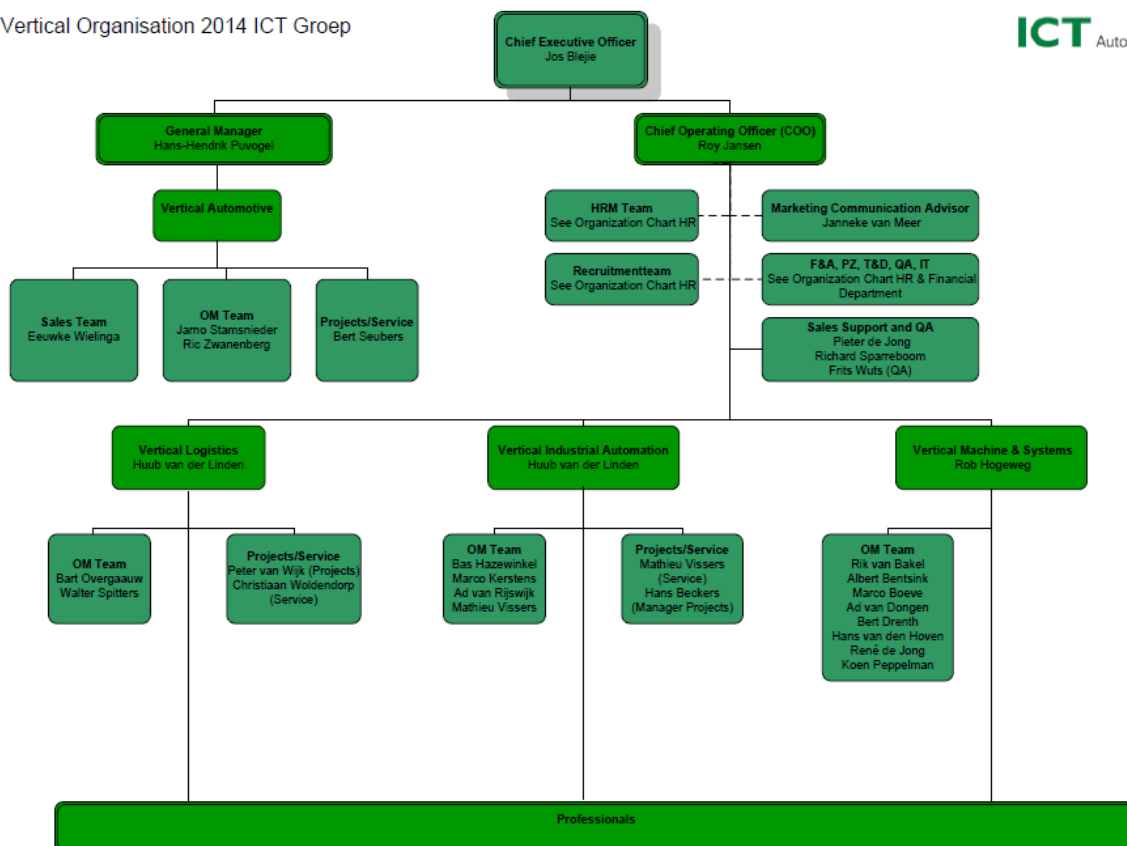 Vertical Organisation 2014 ICT Groep
ICT Auto
Chief Executive Officer
Jos Blejie
General Manager
Hans-Hendrik Puvogel
Chief Operating Officer (COO)
Roy Jansen
Vertical Automotive
HRM Team
See Organization Chart HR
Marketing Communication Advisor
Janneke van Meer
Recruitmentteam
See Organization Chart HR
F&A, PZ, T&D, QA, IT
See Organization Chart HR & Financial
Department
Sales Team
Eeuwke Wielinga
OM Team
Jarno Stamsnieder
Ric Zwanenberg
Projects/Service
Bert Seubers
Sales Support and QA
Pieter de Jong
Richard Sparreboom
Frits Wuts (QA)
Vertical Logistics
Huub van der Linden
Vertical Industrial Automation
Huub van der Linden
Vertical Machine & Systems
Rob Hogeweg
OM Team
Bart Overgaauw
Walter Spitters
Projects/Service
Peter van Wijk (Projects)
Christiaan Woldendorp
(Service)
OM Team
Bas Hazewinkel
Marco Kerstens
Ad van Rijswijk
Mathieu Vissers
Projects/Service
Mathieu Vissers
(Service)
Hans Beckers
(Manager Projects)
OM Team
Rik van Bakel
Albert Bentsink
Marco Boeve
Ad van Dongen
Bert Drenth
Hans van den Hoven
René de Jong
Koen Peppelman
Professionals